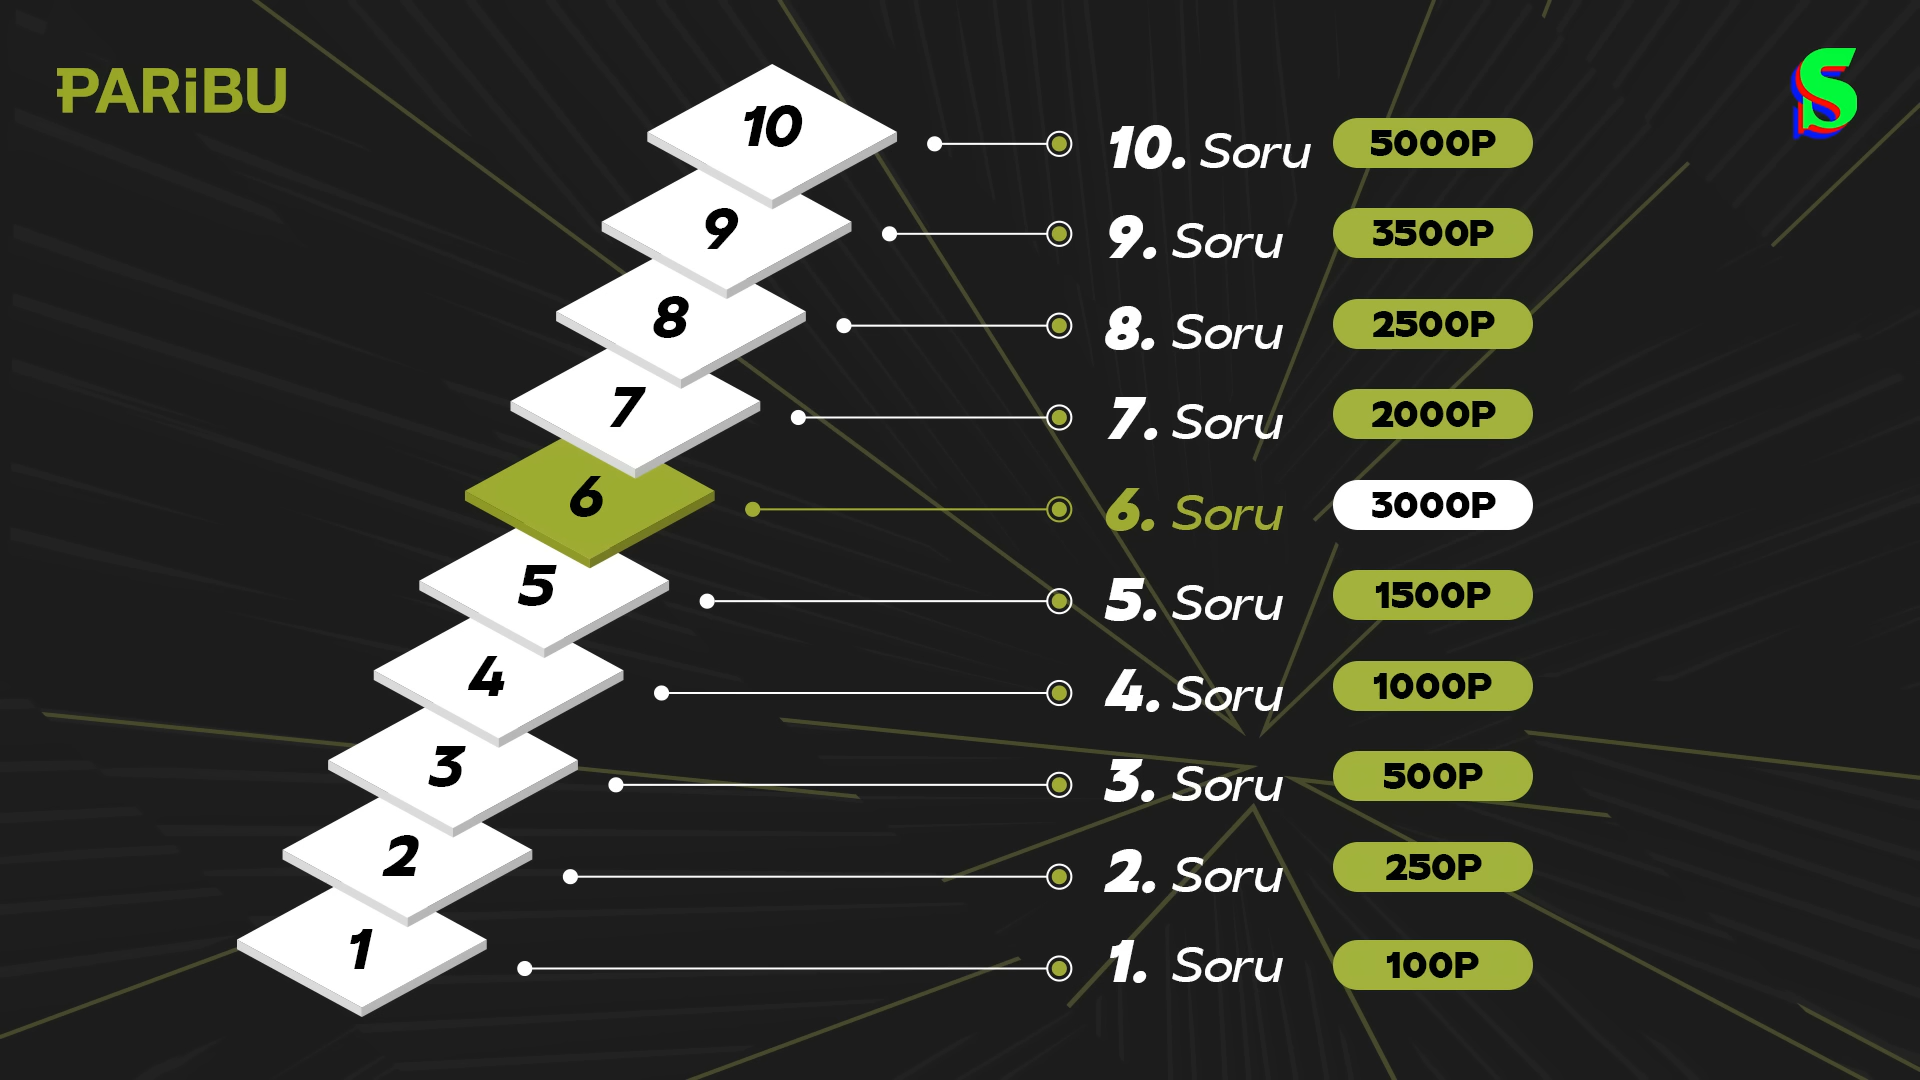 PARiBU
10
10. Soru 5000P
9
9. Soru 3500P
8
8. Soru 2500P
7
7. Soru 2000P
6
6. Soru 3000P
5
5. Soru 1500P
4
4. Soru 1000P
3
3. Soru 500P
2
2. Soru 250P
1
1. Soru 100P
S